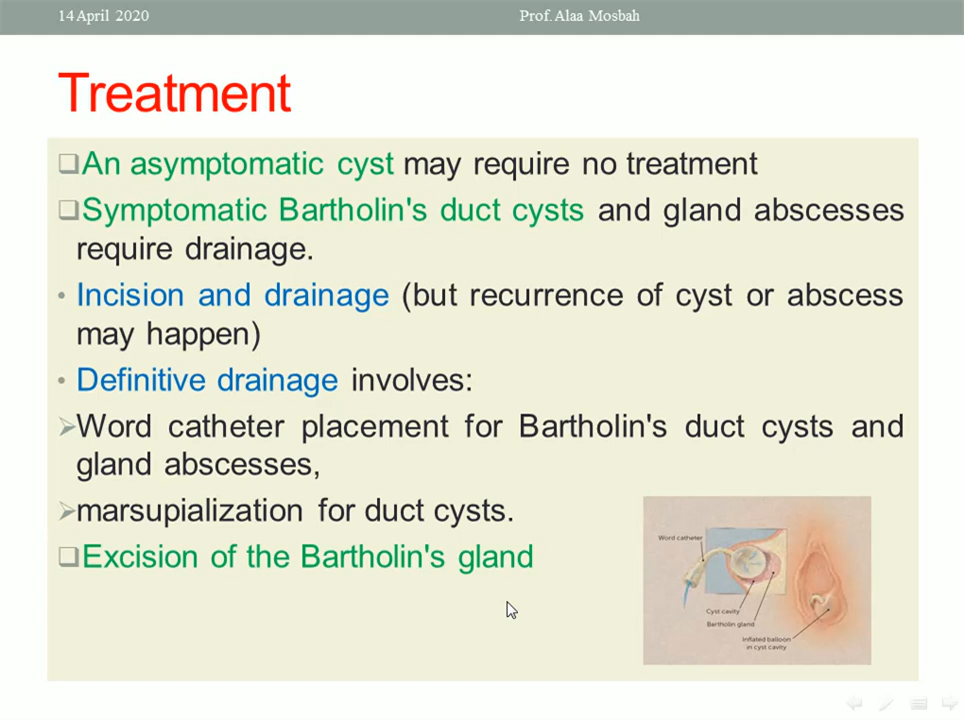 14 April 2020
Prof.Alaa Mosbah
Treatment
An asymptomatic cyst may require no treatment
Symptomatic Bartholin's duct cysts and gland abscesses
require drainage.
• Incision and drainage (but recurrence of cyst or abscess
may happen)
• Definitive drainage involves:
Word catheter placement for Bartholin's duct cysts and
gland abscesses,
marsupialization for duct cysts.
Excision of the Bartholin's gland
Word catheter
Cyst cavity
Bartholin gland
Inflated balloon
in cyst cavity